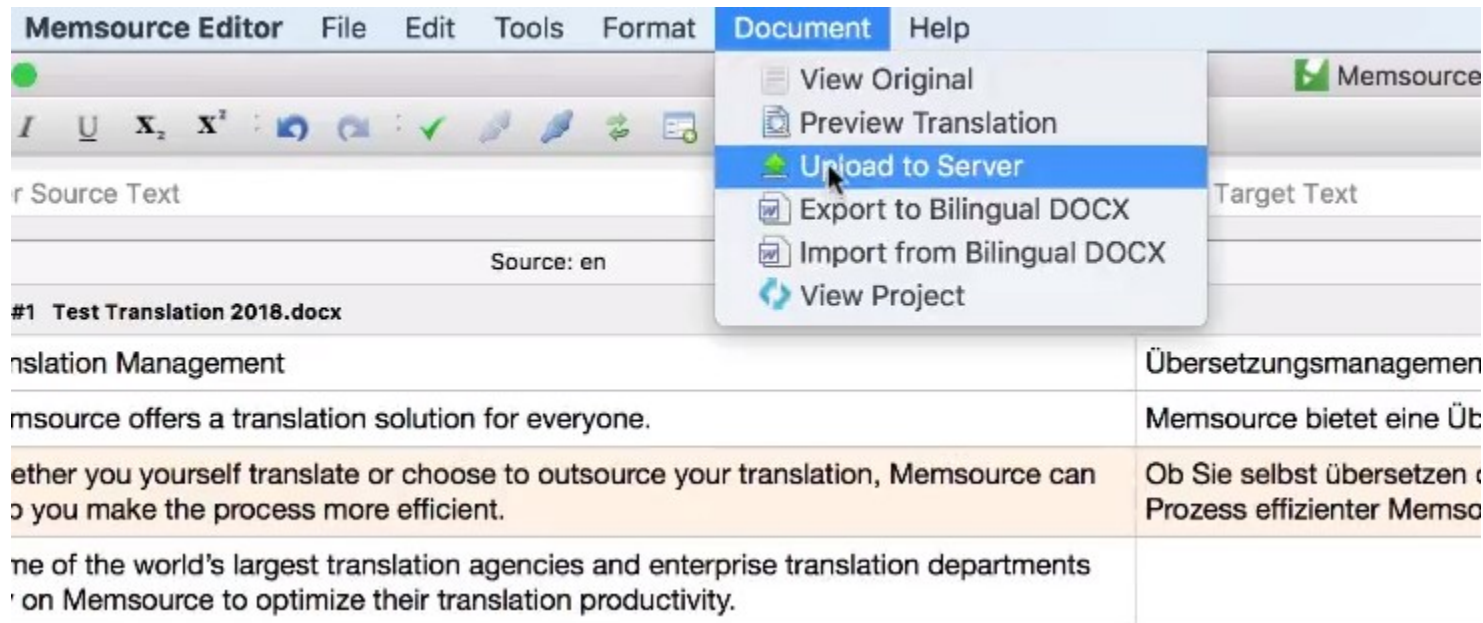 Memsource Editor File Edit Tools Format Document Help
Memsource
View Original
Preview Translation
Upload to Server
Export to Bilingual DOCX
Import from Bilingual DOCX
View Project
I U X₂ X²
r Source Text
Target Text
Source: en
#1 Test Translation 2018.docx
nslation Management
Übersetzungsmanagemen
msource offers a translation solution for everyone.
Memsource bietet eine Üb
ether you yourself translate or choose to outsource your translation, Memsource can
you make the process more efficient.
Ob Sie selbst übersetzen
Prozess effizienter Memso
me of the world's largest translation agencies and enterprise translation departments
on Memsource to optimize their translation productivity.